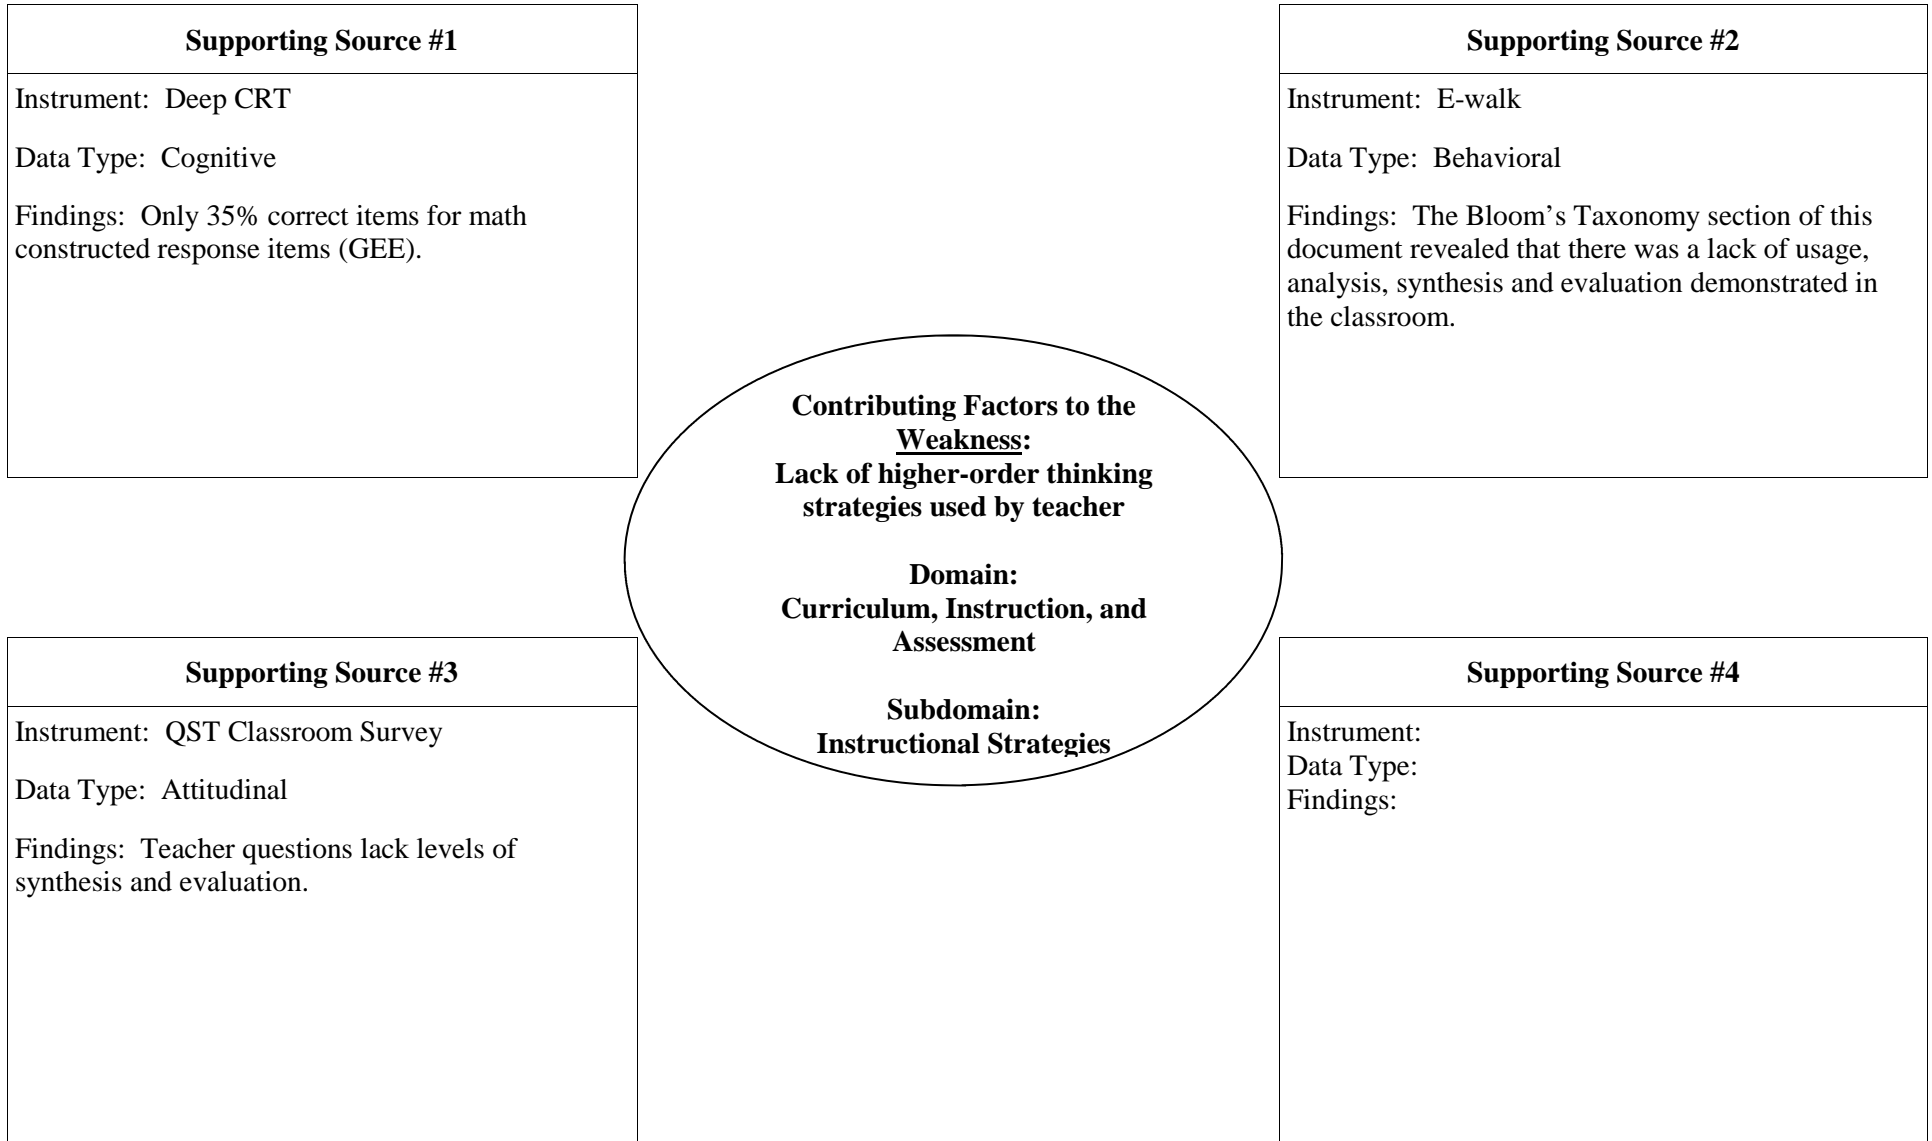 Supporting Source #1
Instrument: Deep CRT
Data Type: Cognitive
Findings: Only 35% correct items for math
constructed response items (GEE).
Supporting Source #2
Instrument: E-walk
Data Type: Behavioral
Findings: The Bloom’s Taxonomy section of this
document revealed that there was a lack of usage,
analysis, synthesis and evaluation demonstrated in
the classroom.
Contributing Factors to the
Weakness:
Lack of higher-order thinking
strategies used by teacher
Domain:
Curriculum, Instruction, and
Assessment
Subdomain:
Instructional Strategies
Supporting Source #3
Instrument: QST Classroom Survey
Data Type: Attitudinal
Findings: Teacher questions lack levels of
synthesis and evaluation.
Supporting Source #4
Instrument:
Data Type:
Findings: